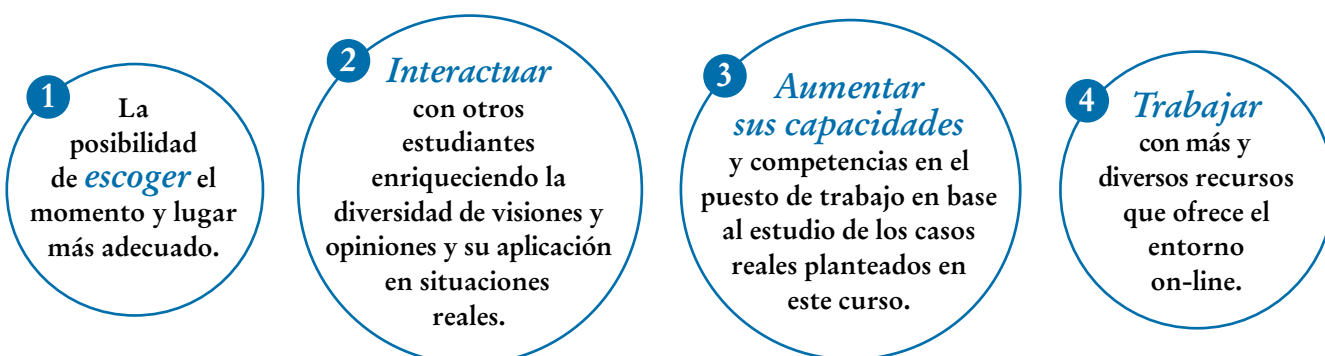 1
La
posibilidad
de escoger el
momento y lugar
más adecuado.
2
Interactuar
con otros
estudiantes
enriqueciendo la
diversidad de visiones y
opiniones y su aplicación
en situaciones
reales.
3
Aumentar
sus capacidades
y competencias en el
puesto de trabajo en base
al estudio de los casos
reales planteados en
este curso.
4
Trabajar
con más y
diversos recursos
que ofrece el
entorno
on-line.